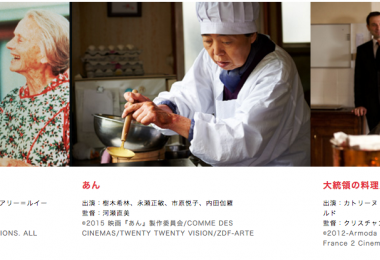 アリー=ルイー
IONS. ALL
あん
出演：樹木希林、永瀬正敏、市原悦子、内田伽羅
監督：河瀬直美
©2015 映画『あん』製作委員会/COMME DES
CINEMAS/TWENTY TWENTY VISION/ZDF-ARTE
大統領の料理
出演：カトリーヌ
ルド
監督：クリスチャン
©2012-Armoda
France 2 Cinem